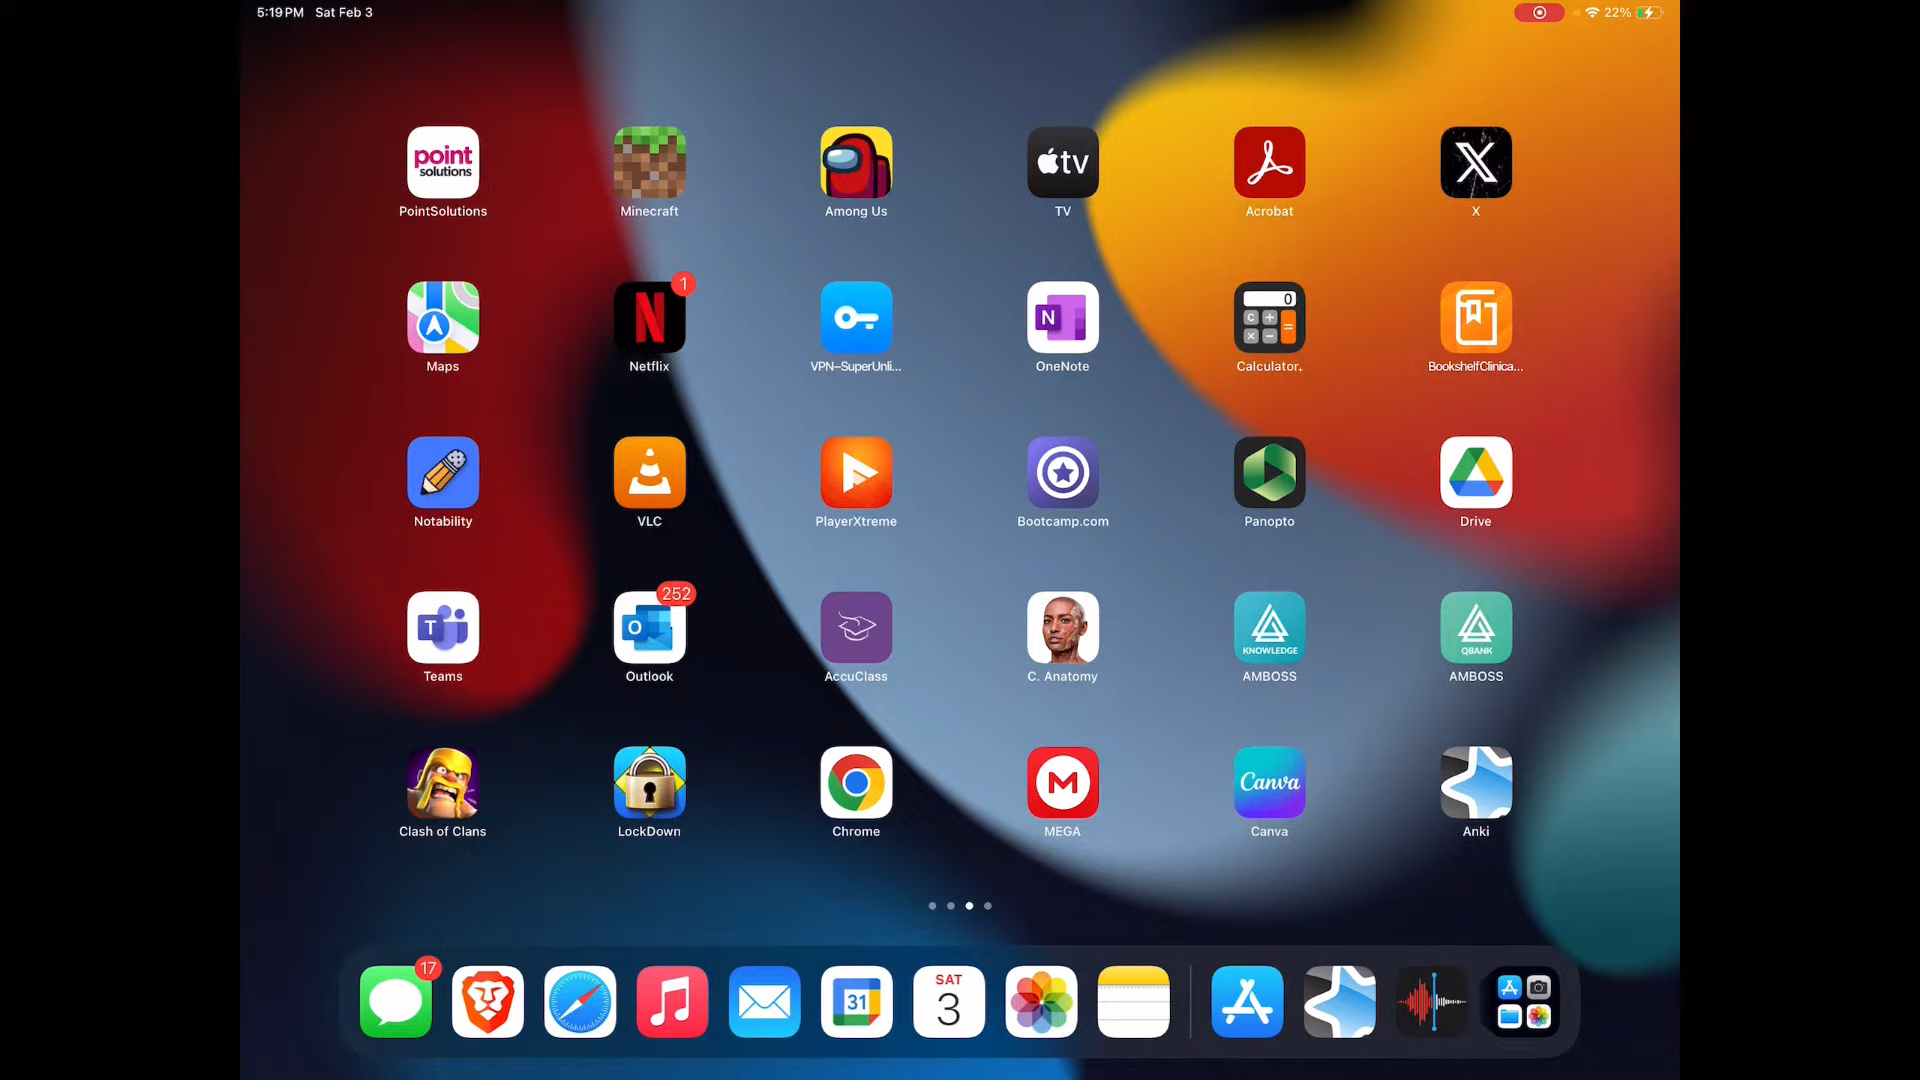 5:19 PM Sat Feb 3
22%
point
solutions
tv
PointSolutions
Minecraft
Among Us
TV
Acrobat
X
1
N
N
0
Maps
Netflix
VPN–SuperUnli...
OneNote
Calculator.
BookshelfClinica...
Notability
VLC
PlayerXtreme
Bootcamp.com
Panopto
Drive
252
T
O
KNOWLEDGE
QBANK
Teams
Outlook
AccuClass
C. Anatomy
AMBOSS
AMBOSS
M
Canva
Clash of Clans
LockDown
Chrome
MEGA
Canva
Anki
17
31
SAT
3